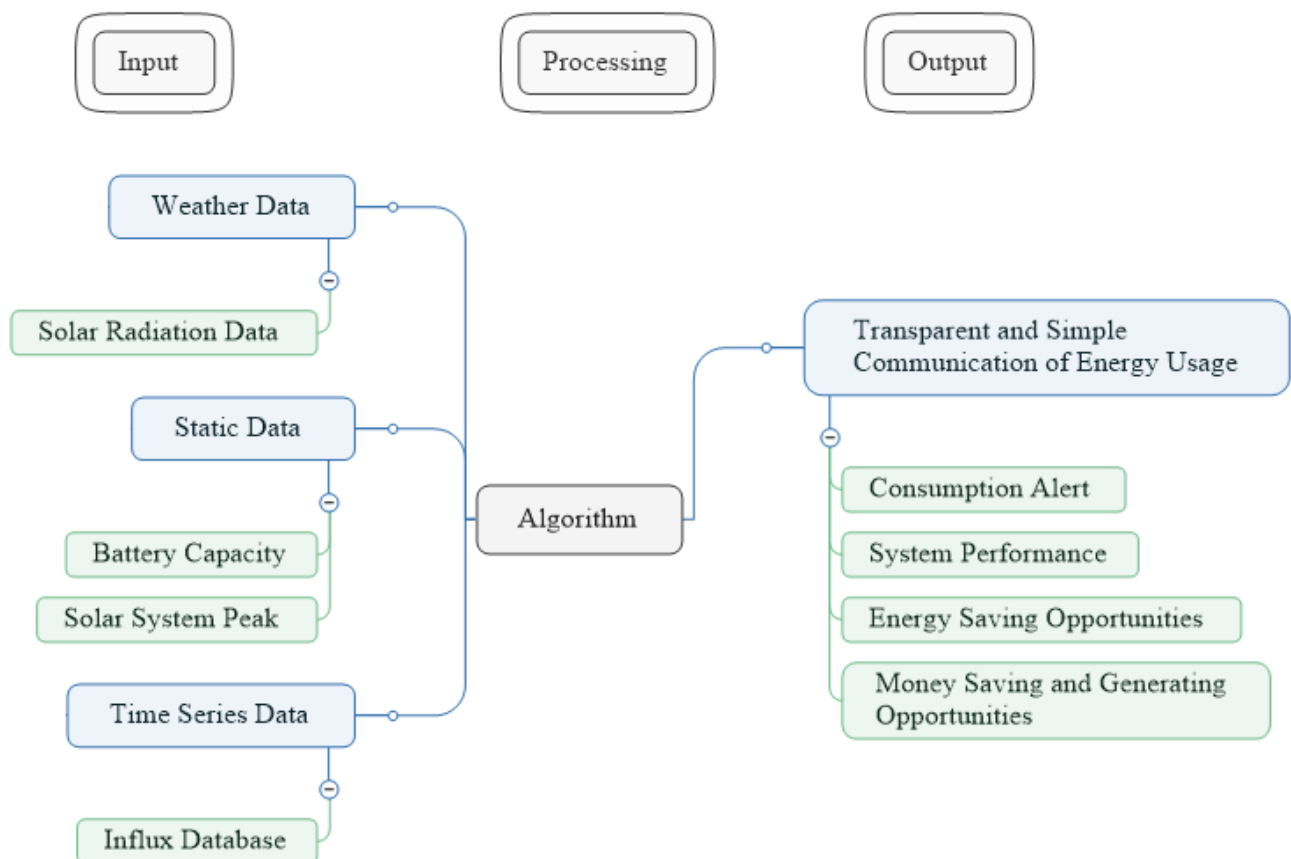 Input
Processing
Output
Weather Data
Solar Radiation Data
Static Data
Battery Capacity
Solar System Peak
Time Series Data
Influx Database
Algorithm
Transparent and Simple
Communication of Energy Usage
Consumption Alert
System Performance
Energy Saving Opportunities
Money Saving and Generating
Opportunities